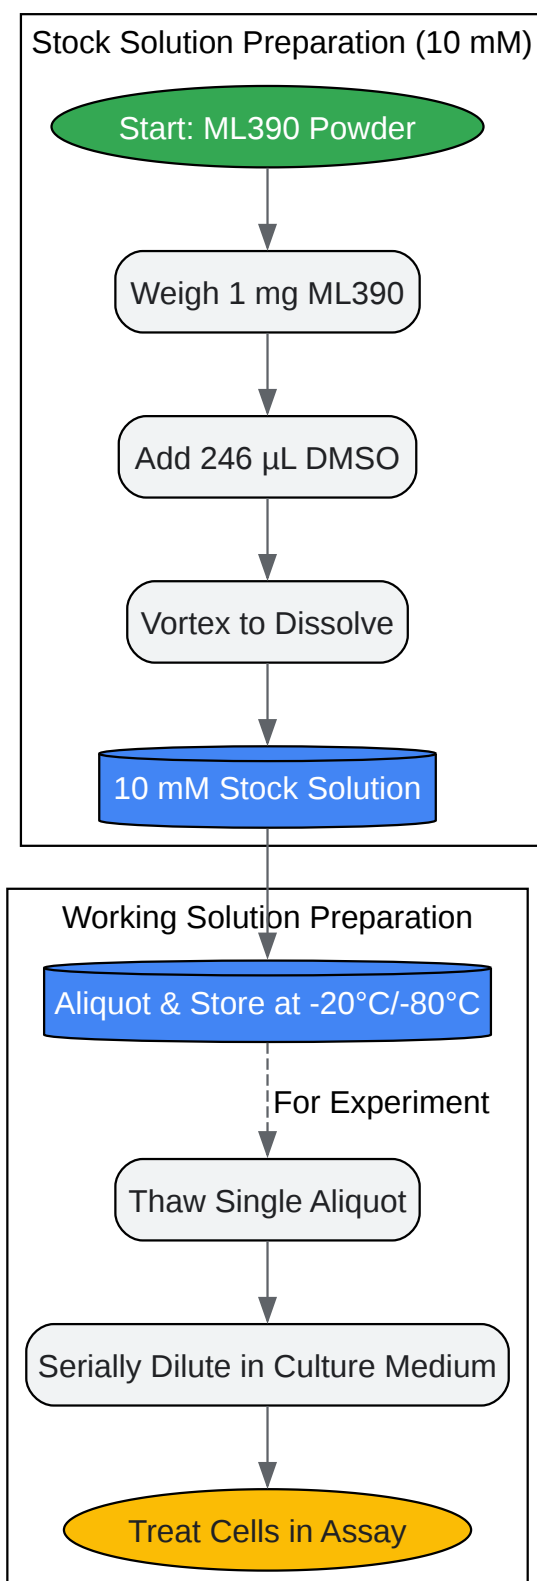 Stock Solution Preparation (10 mM)
Start: ML390 Powder
Weigh 1 mg ML390
Add 246 µL DMSO
Vortex to Dissolve
10 mM Stock Solution
Working Solution Preparation
Aliquot & Store at -20°C/-80°C
For Experiment
Thaw Single Aliquot
Serially Dilute in Culture Medium
Treat Cells in Assay